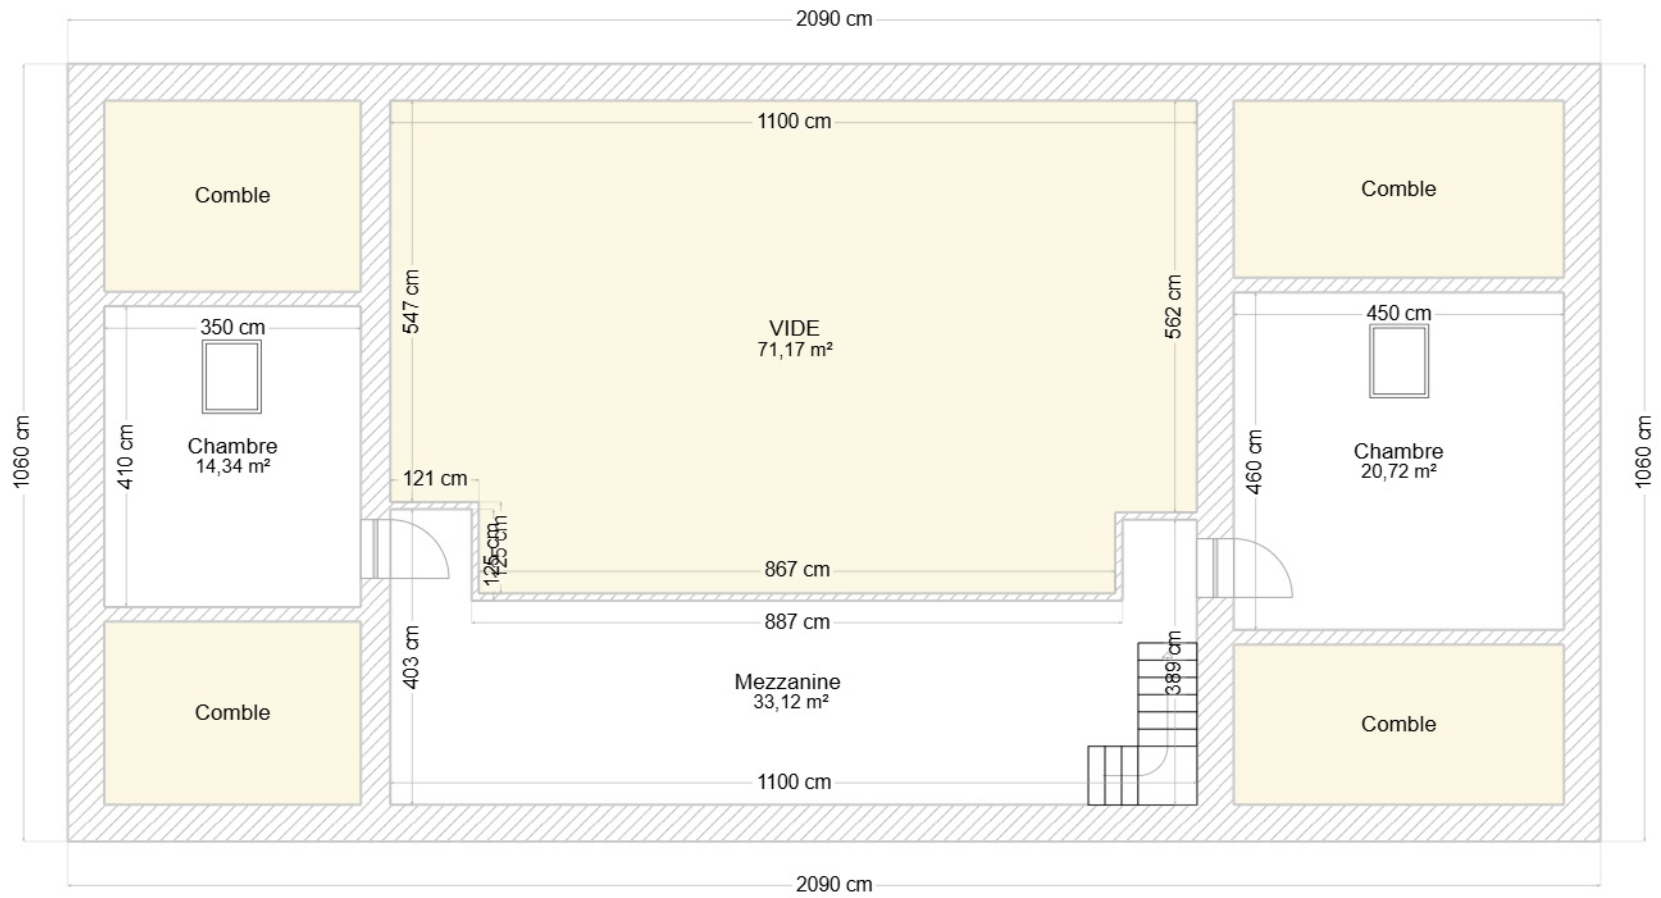 2090 cm
1100 cm
Comble
Comble
547 cm
562 cm
350 cm
450 cm
VIDE
71,17 m²
1060 cm
410 cm
Chambre
14,34 m²
Chambre
20,72 m²
460 cm
1060 cm
121 cm
125 cm
125 cm
867 cm
887 cm
403 cm
389 cm
Mezzanine
33,12 m²
Comble
Comble
1100 cm
2090 cm